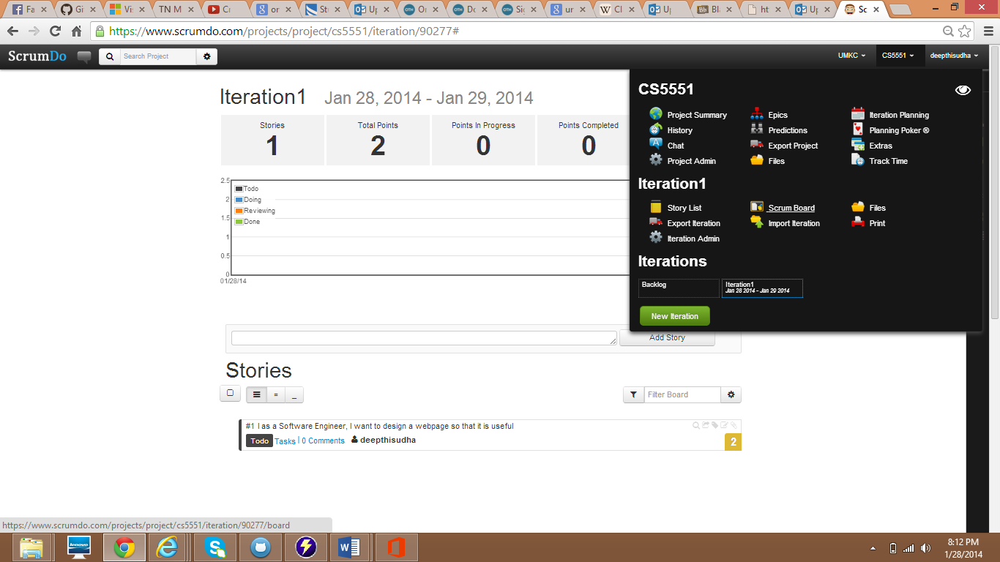 Fa
Gi
Vis
TN M
Cr
or
St
Up
Ot
Do
Sig
ur
Cl
Up
Bl
ht
Up
Sc
https://www.scrumdo.com/projects/project/cs5551/iteration/90277#
ScrumDo
Search Project
UMKC
CS5551
deepthisudha
Iteration1 Jan 28, 2014 - Jan 29, 2014
Stories
1
Total Points
2
Points In Progress
0
Points Completed
0
2.5
2
1.5
1
0.5
0
01/28/14
Todo
Doing
Reviewing
Done
CS5551
Project Summary Epics Iteration Planning
History Predictions Planning Poker ®
Chat Export Project Extras
Project Admin Files Track Time
Iteration1
Story List Scrum Board Files
Export Iteration Import Iteration Print
Iteration Admin
Iterations
Backlog
Iteration1
Jan 28 2014 - Jan 29 2014
New Iteration
Add Story
Stories
Filter Board
#1 I as a Software Engineer, I want to design a webpage so that it is useful
Todo Tasks | 0 Comments deepthisudha
2
https://www.scrumdo.com/projects/project/cs5551/iteration/90277/board
lenovo
8:12 PM
1/28/2014